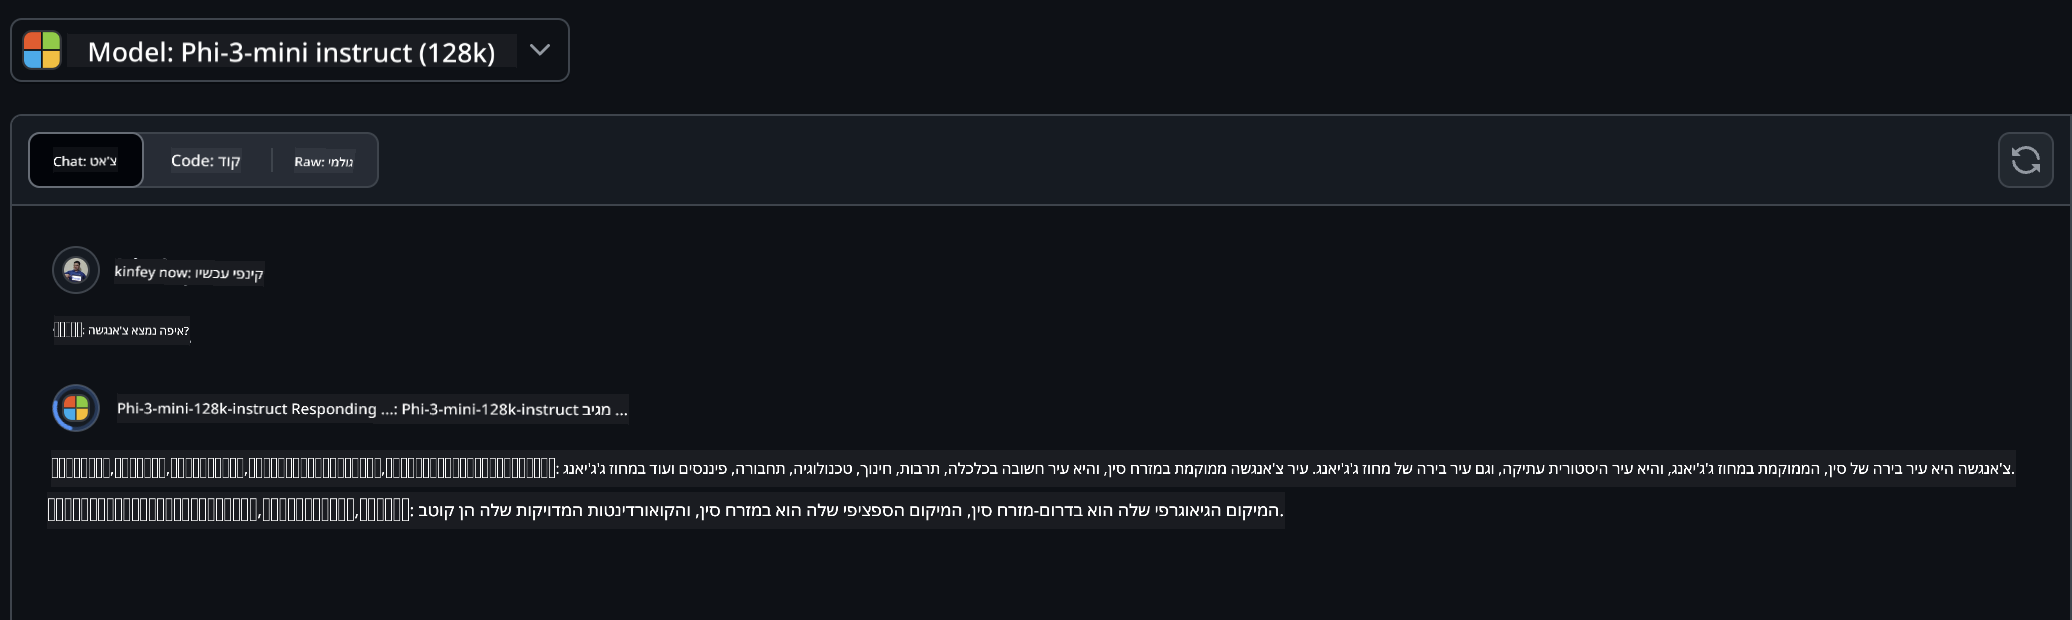 Model: Phi-3-mini instruct (128k)
Chat: צ'אט
Code: קוד
Raw: גולמי
kinfey now: קינפי עכשיו
: איפה נמצא צ'אנגשה?
Phi-3-mini-128k-instruct Responding ...: Phi-3-mini-128k-instruct מגיב ...
: צ'אנגשה היא עיר בירה של סין, הממוקמת במחוז ג'ג'יאנג, והיא עיר היסטורית עתיקה, וגם עיר בירה של מחוז ג'ג'יאנג. עיר צ'אנגשה ממוקמת במזרח סין, והיא עיר חשובה בכלכלה, תרבות, חינוך, טכנולוגיה, תחבורה, פיננסים ועוד במחוז ג'ג'יאנג.
: המיקום הגיאוגרפי שלה הוא בדרום-מזרח סין, המיקום הספציפי שלה הוא במזרח סין, והקואורדינטות המדויקות שלה הן קוטב.